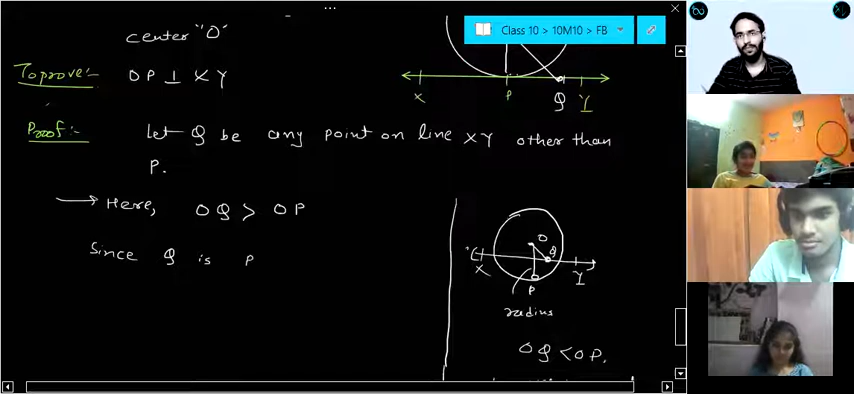 ...
Class 10 > 10M10 > FB
center "O"
To prove:- OP ⊥ XY
X P Q Y
Proof:- Let Q be any point on line XY other than
P.
→ Here, OQ > OP
Since Q is P
O
Q
X Y
P
radius
OQ < OP.